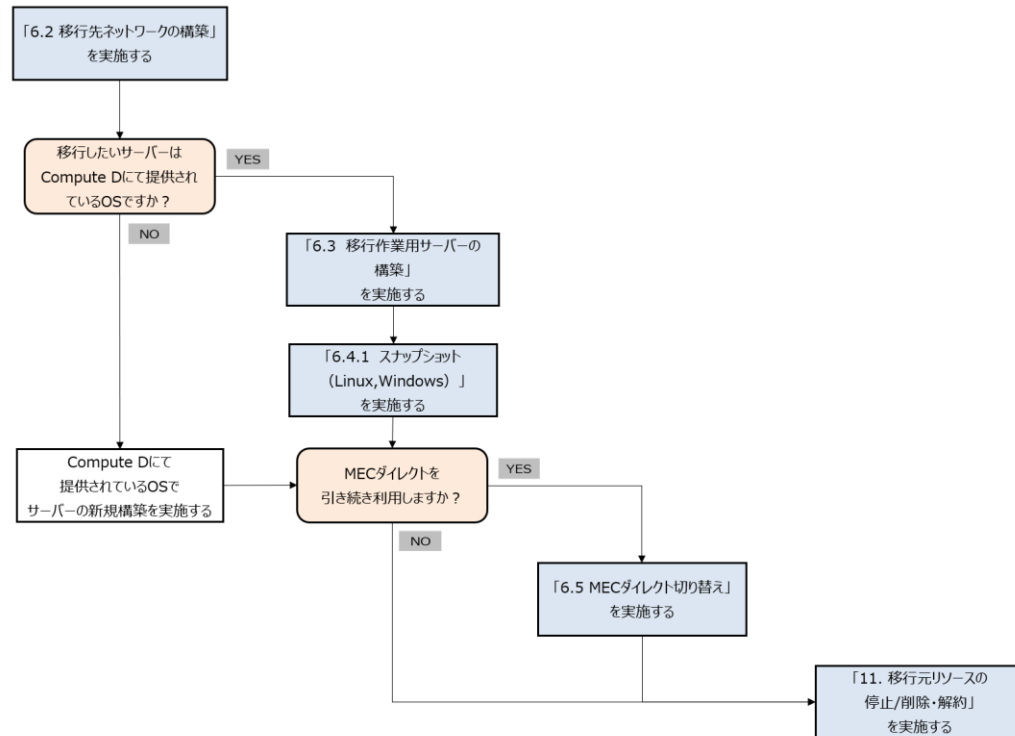 「6.2 移行先ネットワークの構築」
を実施する
移行したいサーバーは
Compute Dにて提供され
ているOSですか？
YES
NO
「6.3 移行作業用サーバーの
構築」
を実施する
「6.4.1 スナップショット
（Linux,Windows）」
を実施する
Compute Dにて
提供されているOSで
サーバーの新規構築を実施する
MECダイレクトを
引き続き利用しますか？
YES
NO
「6.5 MECダイレクト切り替え」
を実施する
「11. 移行元リソースの
停止/削除・解約」
を実施する